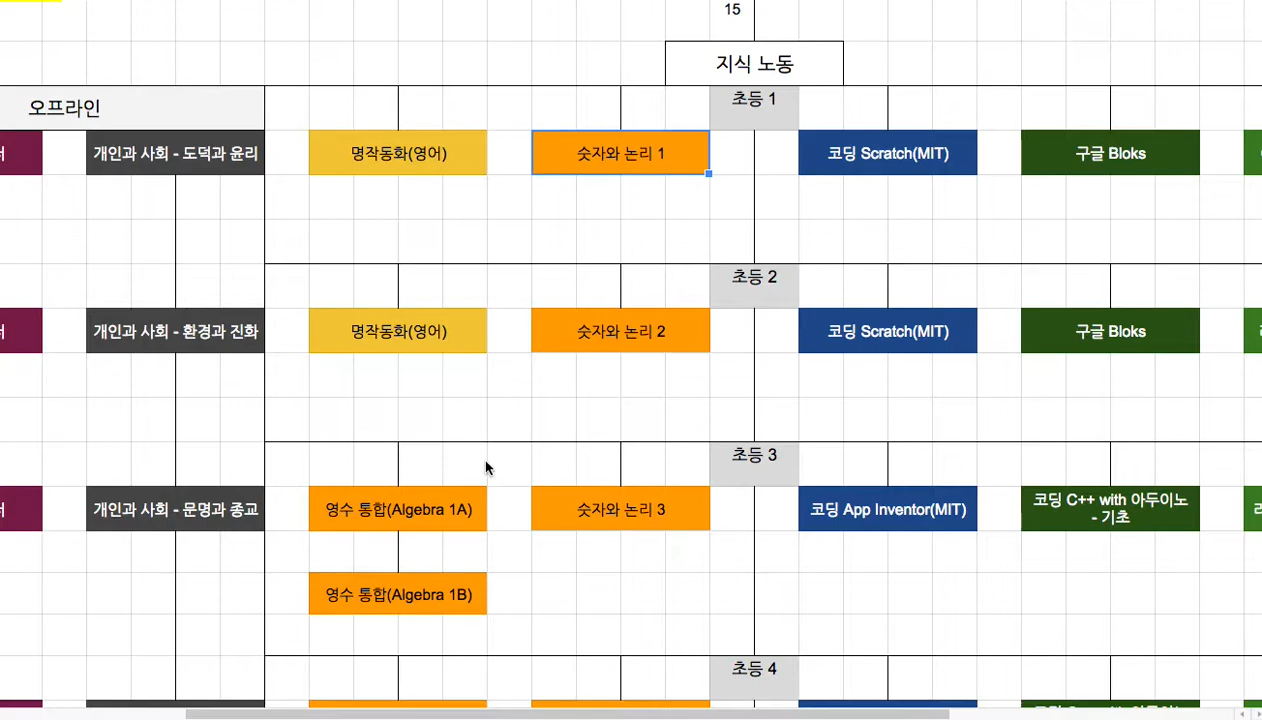 15
지식 노동
초등 1
오프라인
개인과 사회 - 도덕과 윤리
명작동화(영어)
숫자와 논리 1
코딩 Scratch(MIT)
구글 Bloks
초등 2
개인과 사회 - 환경과 진화
명작동화(영어)
숫자와 논리 2
코딩 Scratch(MIT)
구글 Bloks
초등 3
개인과 사회 - 문명과 종교
영수 통합(Algebra 1A)
숫자와 논리 3
코딩 App Inventor(MIT)
코딩 C++ with 아두이노
- 기초
영수 통합(Algebra 1B)
초등 4